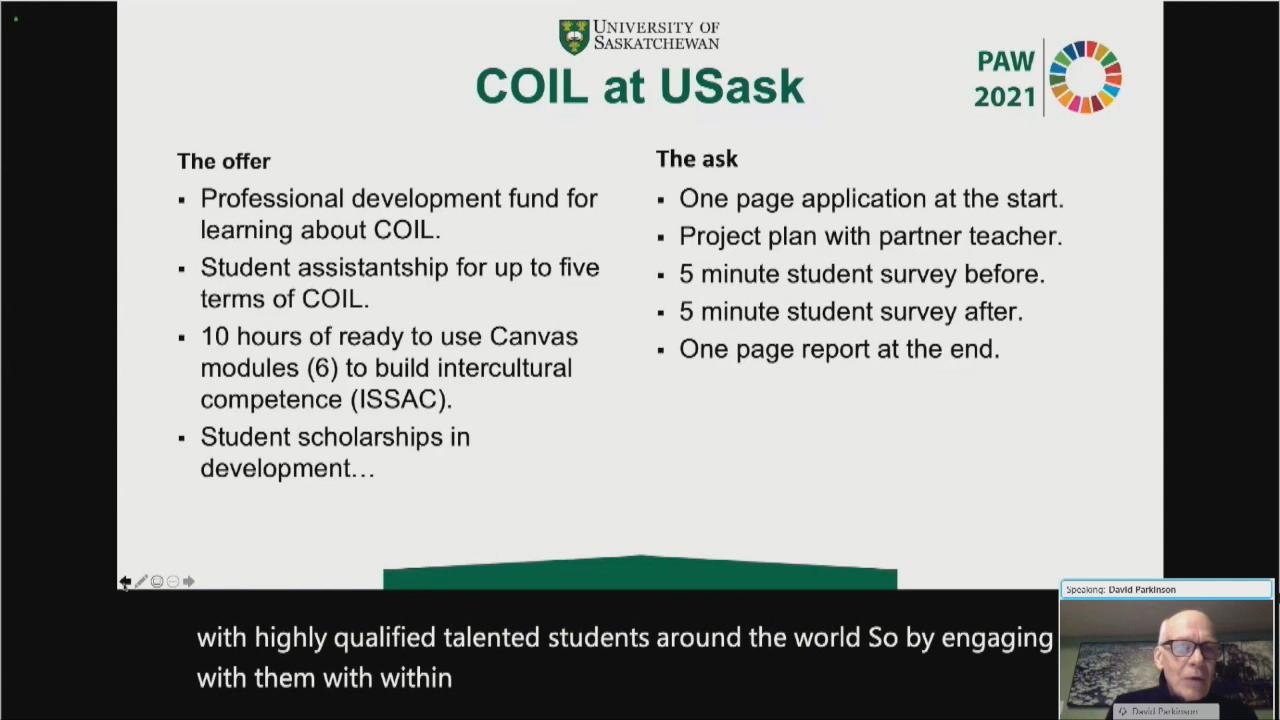 UNIVERSITY OF
SASKATCHEWAN
COIL at USask
PAW
2021
The offer
▪ Professional development fund for
learning about COIL.
▪ Student assistantship for up to five
terms of COIL.
▪ 10 hours of ready to use Canvas
modules (6) to build intercultural
competence (ISSAC).
▪ Student scholarships in
development…
The ask
▪ One page application at the start.
▪ Project plan with partner teacher.
▪ 5 minute student survey before.
▪ 5 minute student survey after.
▪ One page report at the end.
with highly qualified talented students around the world So by engaging
with them with within
Speaking: David Parkinson
David Parkinson